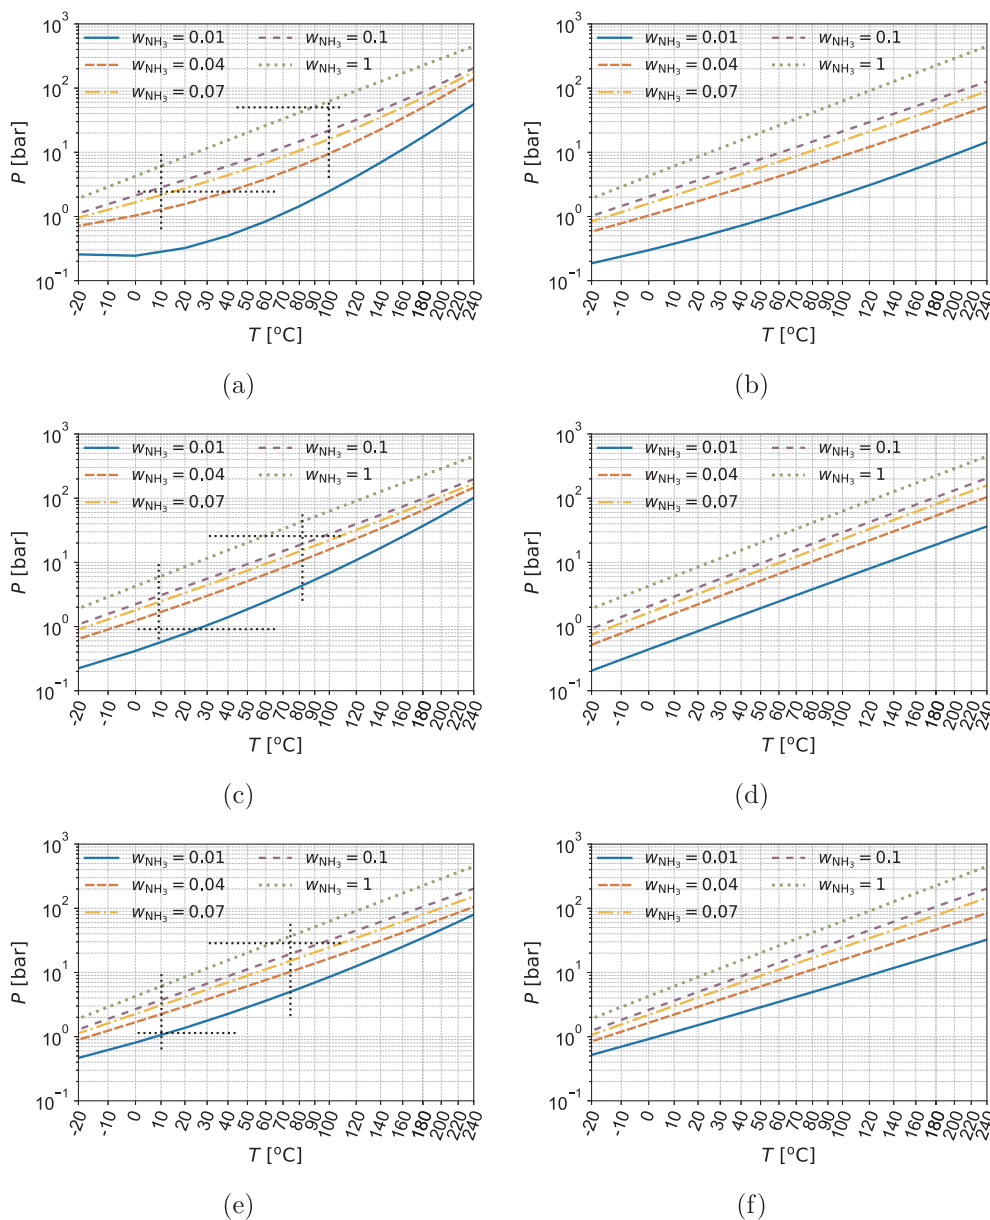 10³
10²
10¹
10⁰
10⁻¹
P [bar]
w_NH₃ = 0.01
w_NH₃ = 0.04
w_NH₃ = 0.07
w_NH₃ = 0.1
w_NH₃ = 1
-20 -10 0 10 20 30 40 50 60 70 80 90 100 120 140 160 180 200 220 240
T [°C]
(a)
10³
10²
10¹
10⁰
10⁻¹
P [bar]
w_NH₃ = 0.01
w_NH₃ = 0.04
w_NH₃ = 0.07
w_NH₃ = 0.1
w_NH₃ = 1
-20 -10 0 10 20 30 40 50 60 70 80 90 100 120 140 160 180 200 220 240
T [°C]
(b)
10³
10²
10¹
10⁰
10⁻¹
P [bar]
w_NH₃ = 0.01
w_NH₃ = 0.04
w_NH₃ = 0.07
w_NH₃ = 0.1
w_NH₃ = 1
-20 -10 0 10 20 30 40 50 60 70 80 90 100 120 140 160 180 200 220 240
T [°C]
(c)
10³
10²
10¹
10⁰
10⁻¹
P [bar]
w_NH₃ = 0.01
w_NH₃ = 0.04
w_NH₃ = 0.07
w_NH₃ = 0.1
w_NH₃ = 1
-20 -10 0 10 20 30 40 50 60 70 80 90 100 120 140 160 180 200 220 240
T [°C]
(d)
10³
10²
10¹
10⁰
10⁻¹
P [bar]
w_NH₃ = 0.01
w_NH₃ = 0.04
w_NH₃ = 0.07
w_NH₃ = 0.1
w_NH₃ = 1
-20 -10 0 10 20 30 40 50 60 70 80 90 100 120 140 160 180 200 220 240
T [°C]
(e)
10³
10²
10¹
10⁰
10⁻¹
P [bar]
w_NH₃ = 0.01
w_NH₃ = 0.04
w_NH₃ = 0.07
w_NH₃ = 0.1
w_NH₃ = 1
-20 -10 0 10 20 30 40 50 60 70 80 90 100 120 140 160 180 200 220 240
T [°C]
(f)